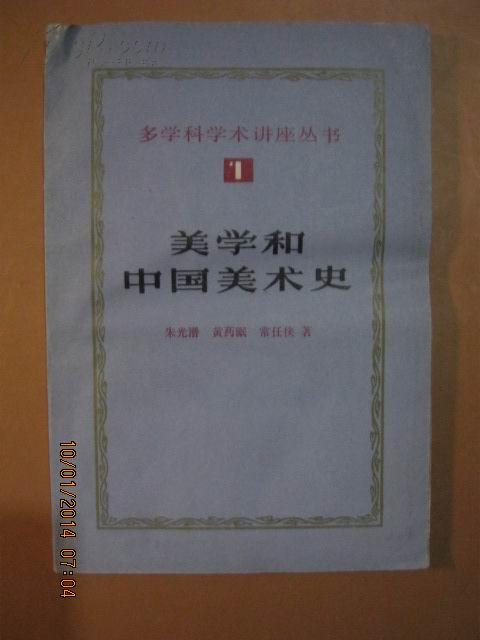 多学科学术讲座丛书
1
美学和
中国美术史
朱光潜 黄药眠 常任侠 著
10/01/2014 07:04